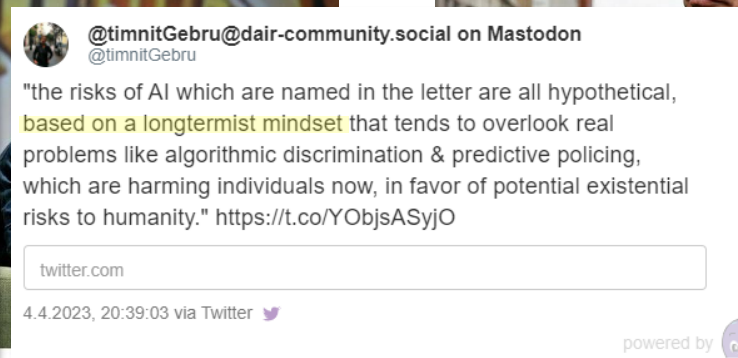 @timnitGebru@dair-community.social on Mastodon
@timnitGebru
"the risks of AI which are named in the letter are all hypothetical,
based on a longtermist mindset that tends to overlook real
problems like algorithmic discrimination & predictive policing,
which are harming individuals now, in favor of potential existential
risks to humanity." https://t.co/YObjsASyjO
twitter.com
4.4.2023, 20:39:03 via Twitter
powered by